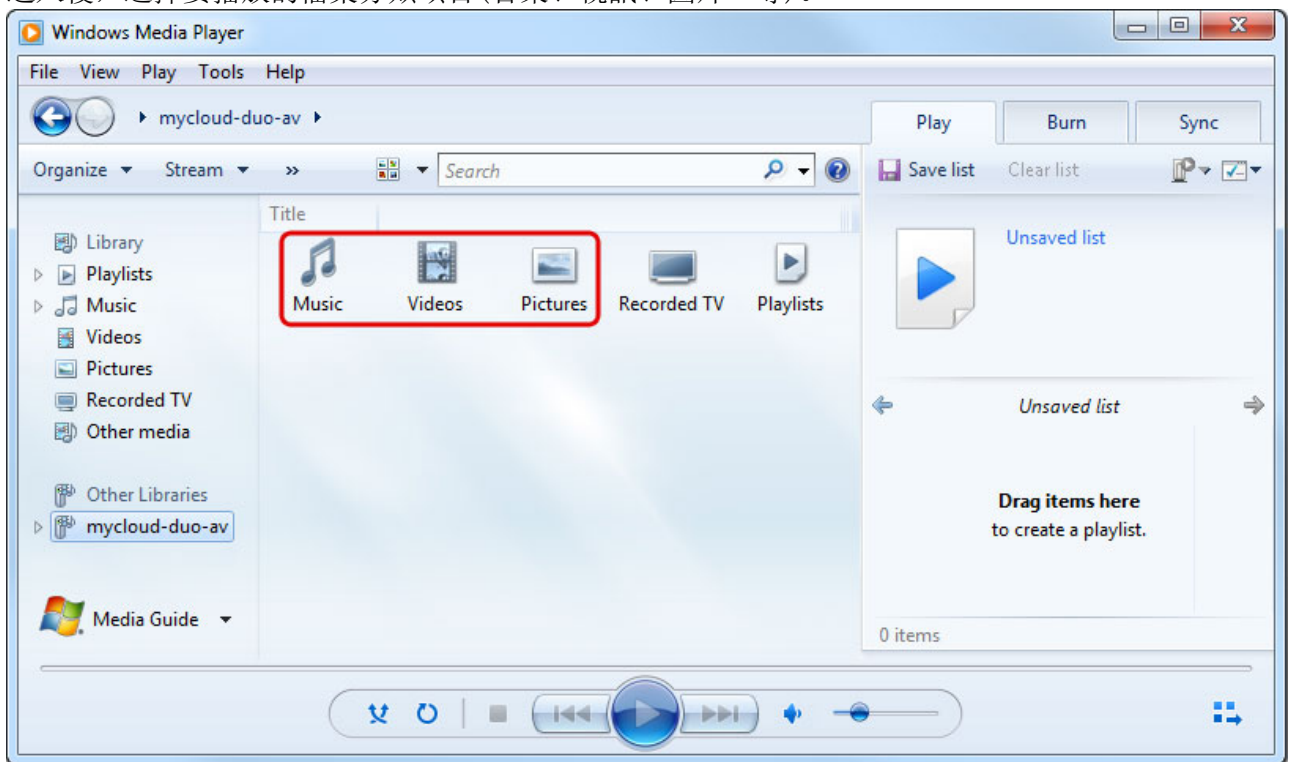 Windows Media Player
File View Play Tools Help
mycloud-duo-av
Play Burn Sync
Organize Stream » Search
Save list Clear list
Title
Library
Playlists
Music
Videos
Pictures
Recorded TV
Other media
Other Libraries
mycloud-duo-av
Media Guide
Music Videos Pictures Recorded TV Playlists
Unsaved list
Unsaved list
Drag items here
to create a playlist.
0 items